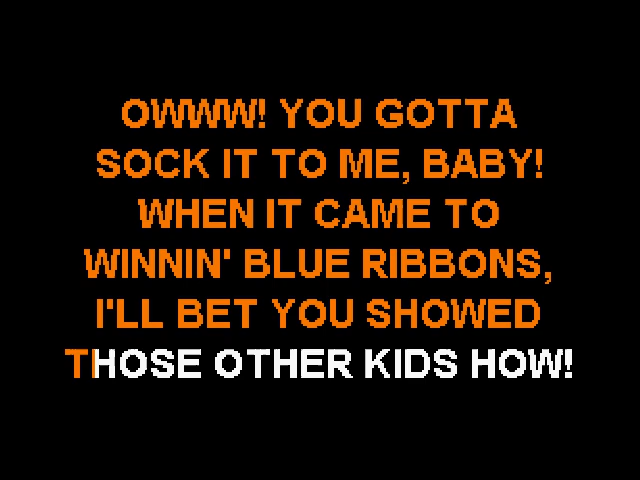 OWWW! YOU GOTTA
SOCK IT TO ME, BABY!
WHEN IT CAME TO
WINNIN' BLUE RIBBONS,
I'LL BET YOU SHOWED
THOSE OTHER KIDS HOW!